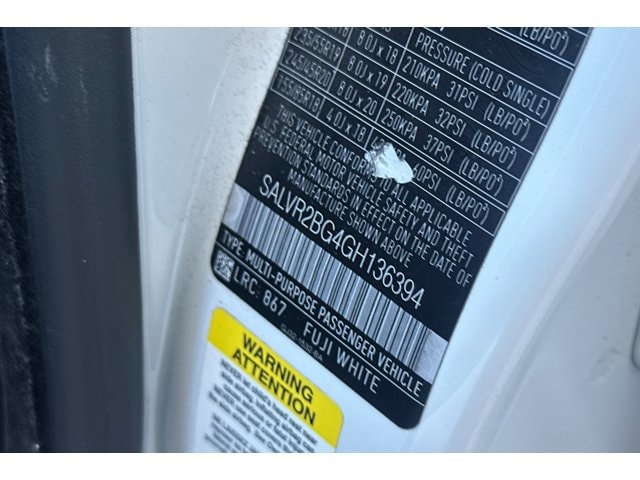 PRESSURE (COLD SINGLE)
235/55R19 8.0J x 18 210KPA 31PSI (LB/PO²)
245/45R20 8.0J x 19 220KPA 32PSI (LB/PO²)
155/85R18 8.0J x 20 250KPA 37PSI (LB/PO²)
4.0J x 18 0PSI (LB/PO²)
THIS VEHICLE CONFORMS TO ALL APPLICABLE
U.S. FEDERAL MOTOR VEHICLE SAFETY AND THEFT
PREVENTION STANDARDS IN EFFECT ON THE DATE OF
MANUFACTURE SHOWN ABOVE
SALVR2BG4GH136394
TYPE: MULTI-PURPOSE PASSENGER VEHICLE
LRC: 867 FUJI WHITE
WARNING
ATTENTION